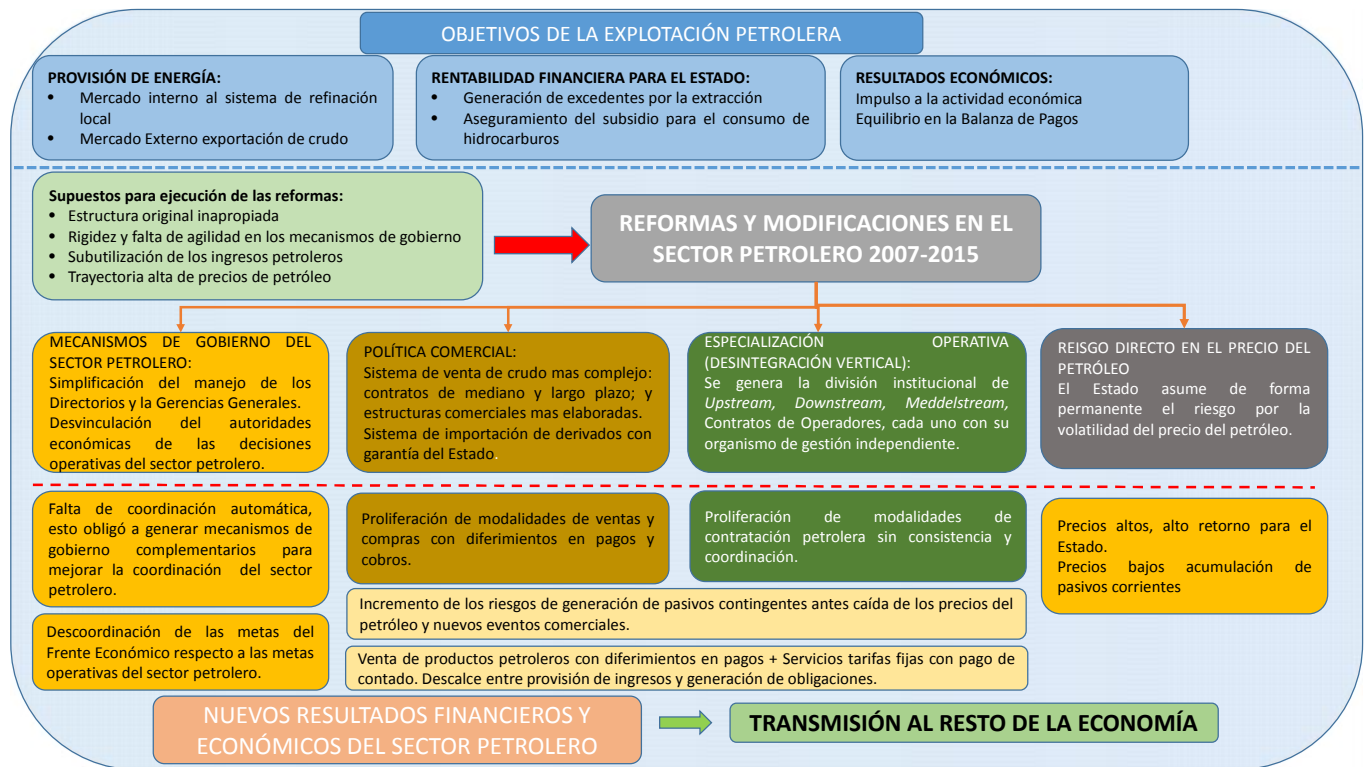 OBJETIVOS DE LA EXPLOTACIÓN PETROLERA
PROVISIÓN DE ENERGÍA:
• Mercado interno al sistema de refinación
local
• Mercado Externo exportación de crudo
RENTABILIDAD FINANCIERA PARA EL ESTADO:
• Generación de excedentes por la extracción
• Aseguramiento del subsidio para el consumo de
hidrocarburos
RESULTADOS ECONÓMICOS:
Impulso a la actividad económica
Equilibrio en la Balanza de Pagos
Supuestos para ejecución de las reformas:
• Estructura original inapropiada
• Rigidez y falta de agilidad en los mecanismos de gobierno
• Subutilización de los ingresos petroleros
• Trayectoria alta de precios de petróleo
REFORMAS Y MODIFICACIONES EN EL
SECTOR PETROLERO 2007-2015
MECANISMOS DE GOBIERNO DEL
SECTOR PETROLERO:
Simplificación del manejo de los
Directorios y la Gerencias Generales.
Desvinculación del autoridades
económicas de las decisiones
operativas del sector petrolero.
POLÍTICA COMERCIAL:
Sistema de venta de crudo mas complejo:
contratos de mediano y largo plazo; y
estructuras comerciales mas elaboradas.
Sistema de importación de derivados con
garantía del Estado.
ESPECIALIZACIÓN OPERATIVA
(DESINTEGRACIÓN VERTICAL):
Se genera la división institucional de
Upstream, Downstream, Meddelstream,
Contratos de Operadores, cada uno con su
organismo de gestión independiente.
REISGO DIRECTO EN EL PRECIO DEL
PETRÓLEO
El Estado asume de forma
permanente el riesgo por la
volatilidad del precio del petróleo.
Falta de coordinación automática,
esto obligó a generar mecanismos de
gobierno complementarios para
mejorar la coordinación del sector
petrolero.
Proliferación de modalidades de ventas y
compras con diferimientos en pagos y
cobros.
Proliferación de modalidades de
contratación petrolera sin consistencia y
coordinación.
Precios altos, alto retorno para el
Estado.
Precios bajos acumulación de
pasivos corrientes
Incremento de los riesgos de generación de pasivos contingentes antes caída de los precios del
petróleo y nuevos eventos comerciales.
Descoordinación de las metas del
Frente Económico respecto a las metas
operativas del sector petrolero.
Venta de productos petroleros con diferimientos en pagos + Servicios tarifas fijas con pago de
contado. Descalce entre provisión de ingresos y generación de obligaciones.
NUEVOS RESULTADOS FINANCIEROS Y
ECONÓMICOS DEL SECTOR PETROLERO
TRANSMISIÓN AL RESTO DE LA ECONOMÍA